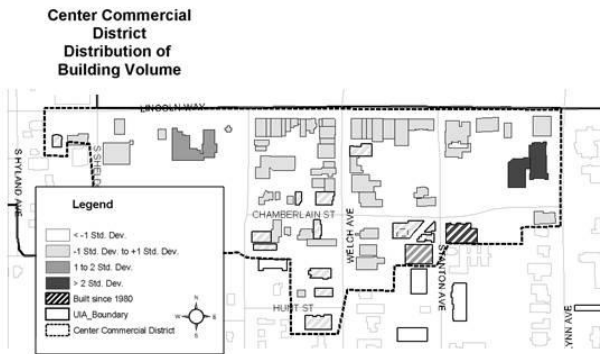 Center Commercial
District
Distribution of
Building Volume
LINCOLN WAY
S HYLAND AVE
CHAMBERLAIN ST
WELCH AVE
STANTON AVE
HUNT ST
LYNN AVE
Legend
< -1 Std. Dev.
-1 Std. Dev. to +1 Std. Dev.
1 to 2 Std. Dev.
> 2 Std. Dev.
Built since 1980
UIA_Boundary
Center Commercial District
N
W
E
S